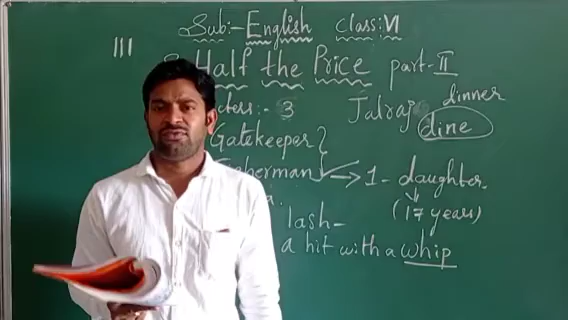 Sub:- English Class: VI
III
Half the Price part-II
3 Jalraj dinner
dine
Gatekeeper
1- daughter.
(17 years)
lash-
a hit with a whip